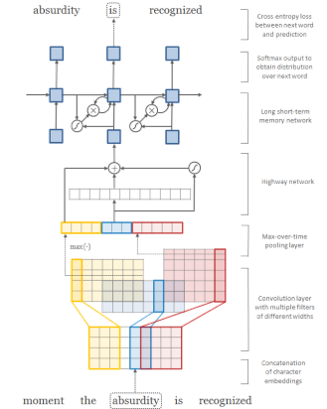 absurdity is recognized
Cross entropy loss
between next word
and prediction
Softmax output to
obtain distribution
over next word
Long short-term
memory network
Highway network
Max-over-time
pooling layer
max(·)
Convolution layer
with multiple filters
of different widths
Concatenation
of character
embeddings
moment the absurdity is recognized